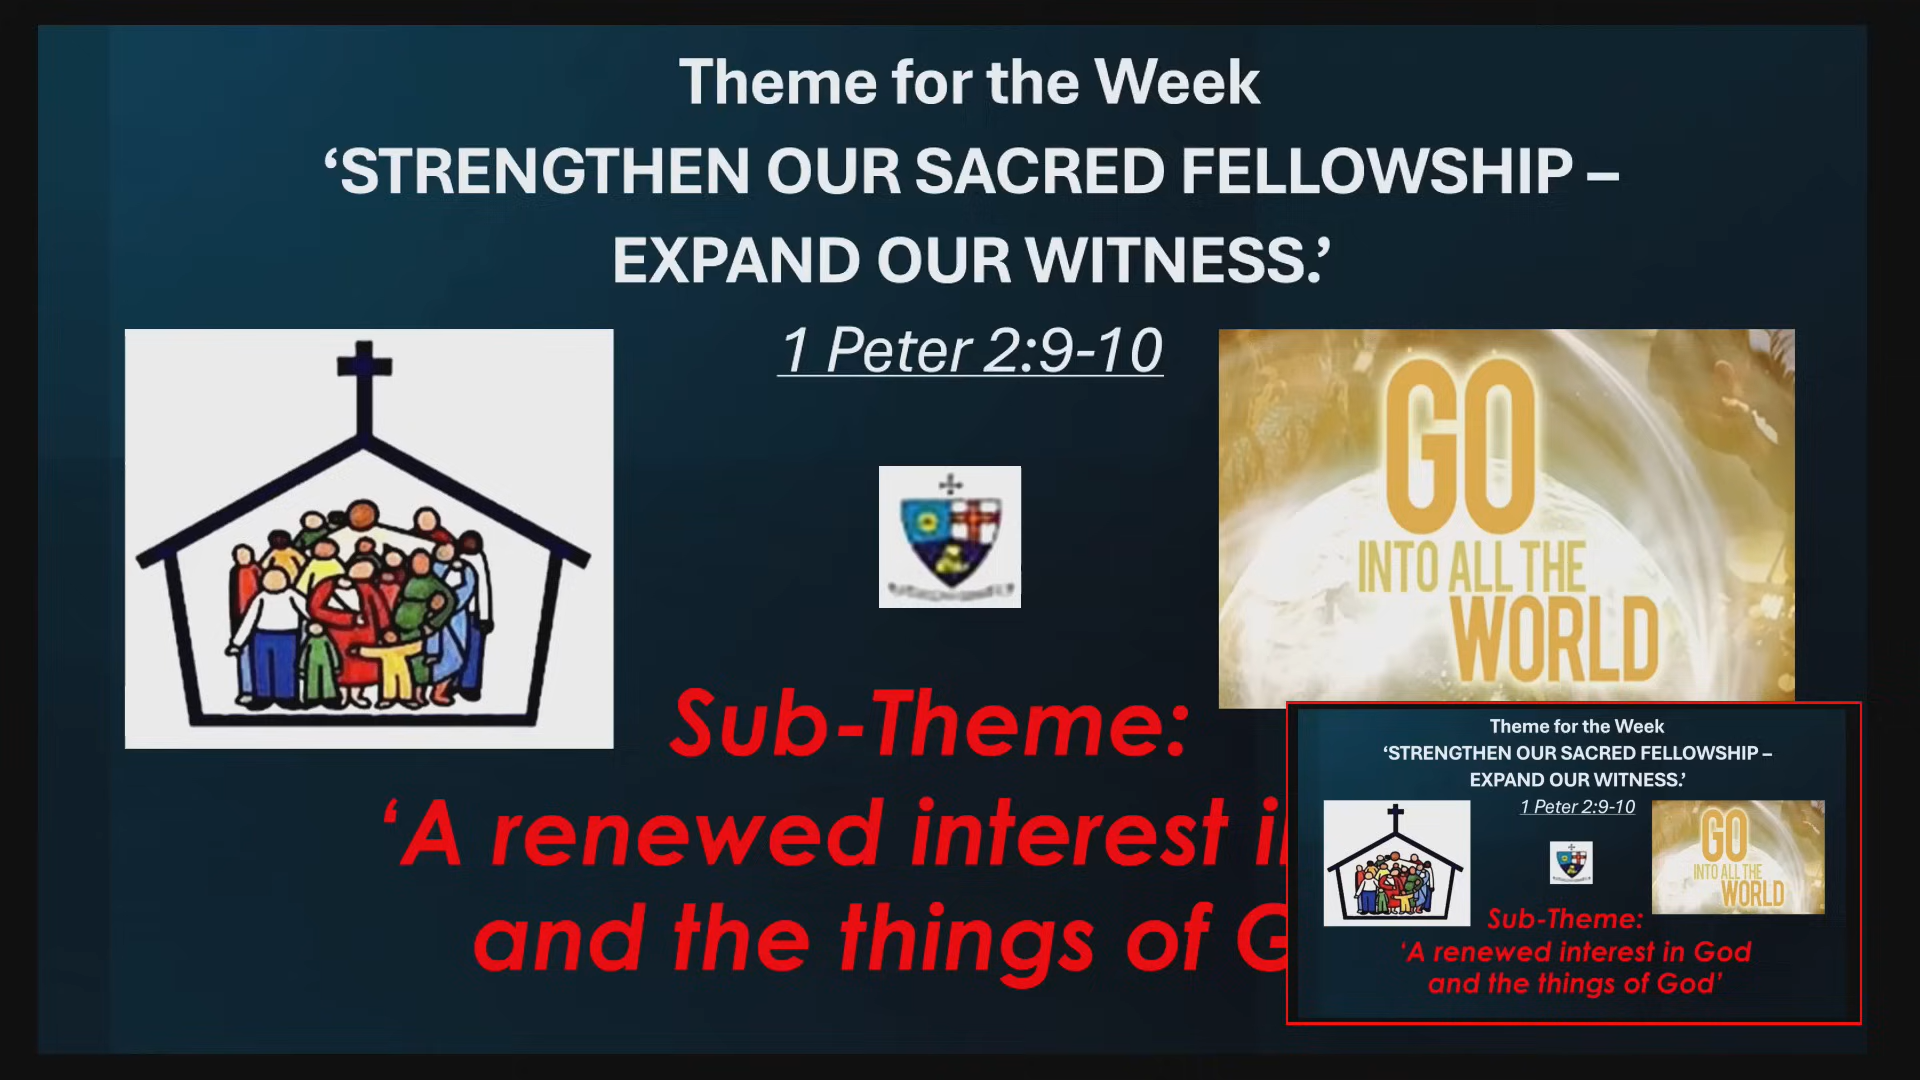 Theme for the Week
‘STRENGTHEN OUR SACRED FELLOWSHIP –
EXPAND OUR WITNESS.’
1 Peter 2:9-10
GO
INTO ALL THE
WORLD
Sub-Theme:
‘A renewed interest
and the things of
Theme for the Week
‘STRENGTHEN OUR SACRED FELLOWSHIP –
EXPAND OUR WITNESS.’
1 Peter 2:9-10
GO
INTO ALL THE
WORLD
Sub-Theme:
‘A renewed interest in God
and the things of God’